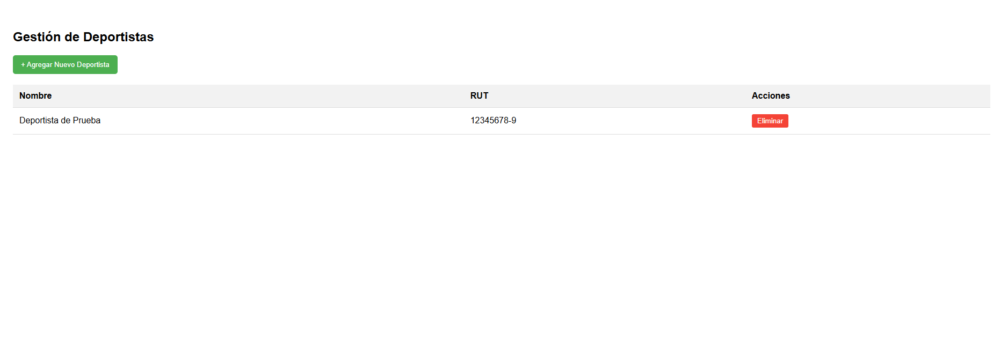 Gestión de Deportistas
+ Agregar Nuevo Deportista
Nombre RUT Acciones
Deportista de Prueba 12345678-9 Eliminar